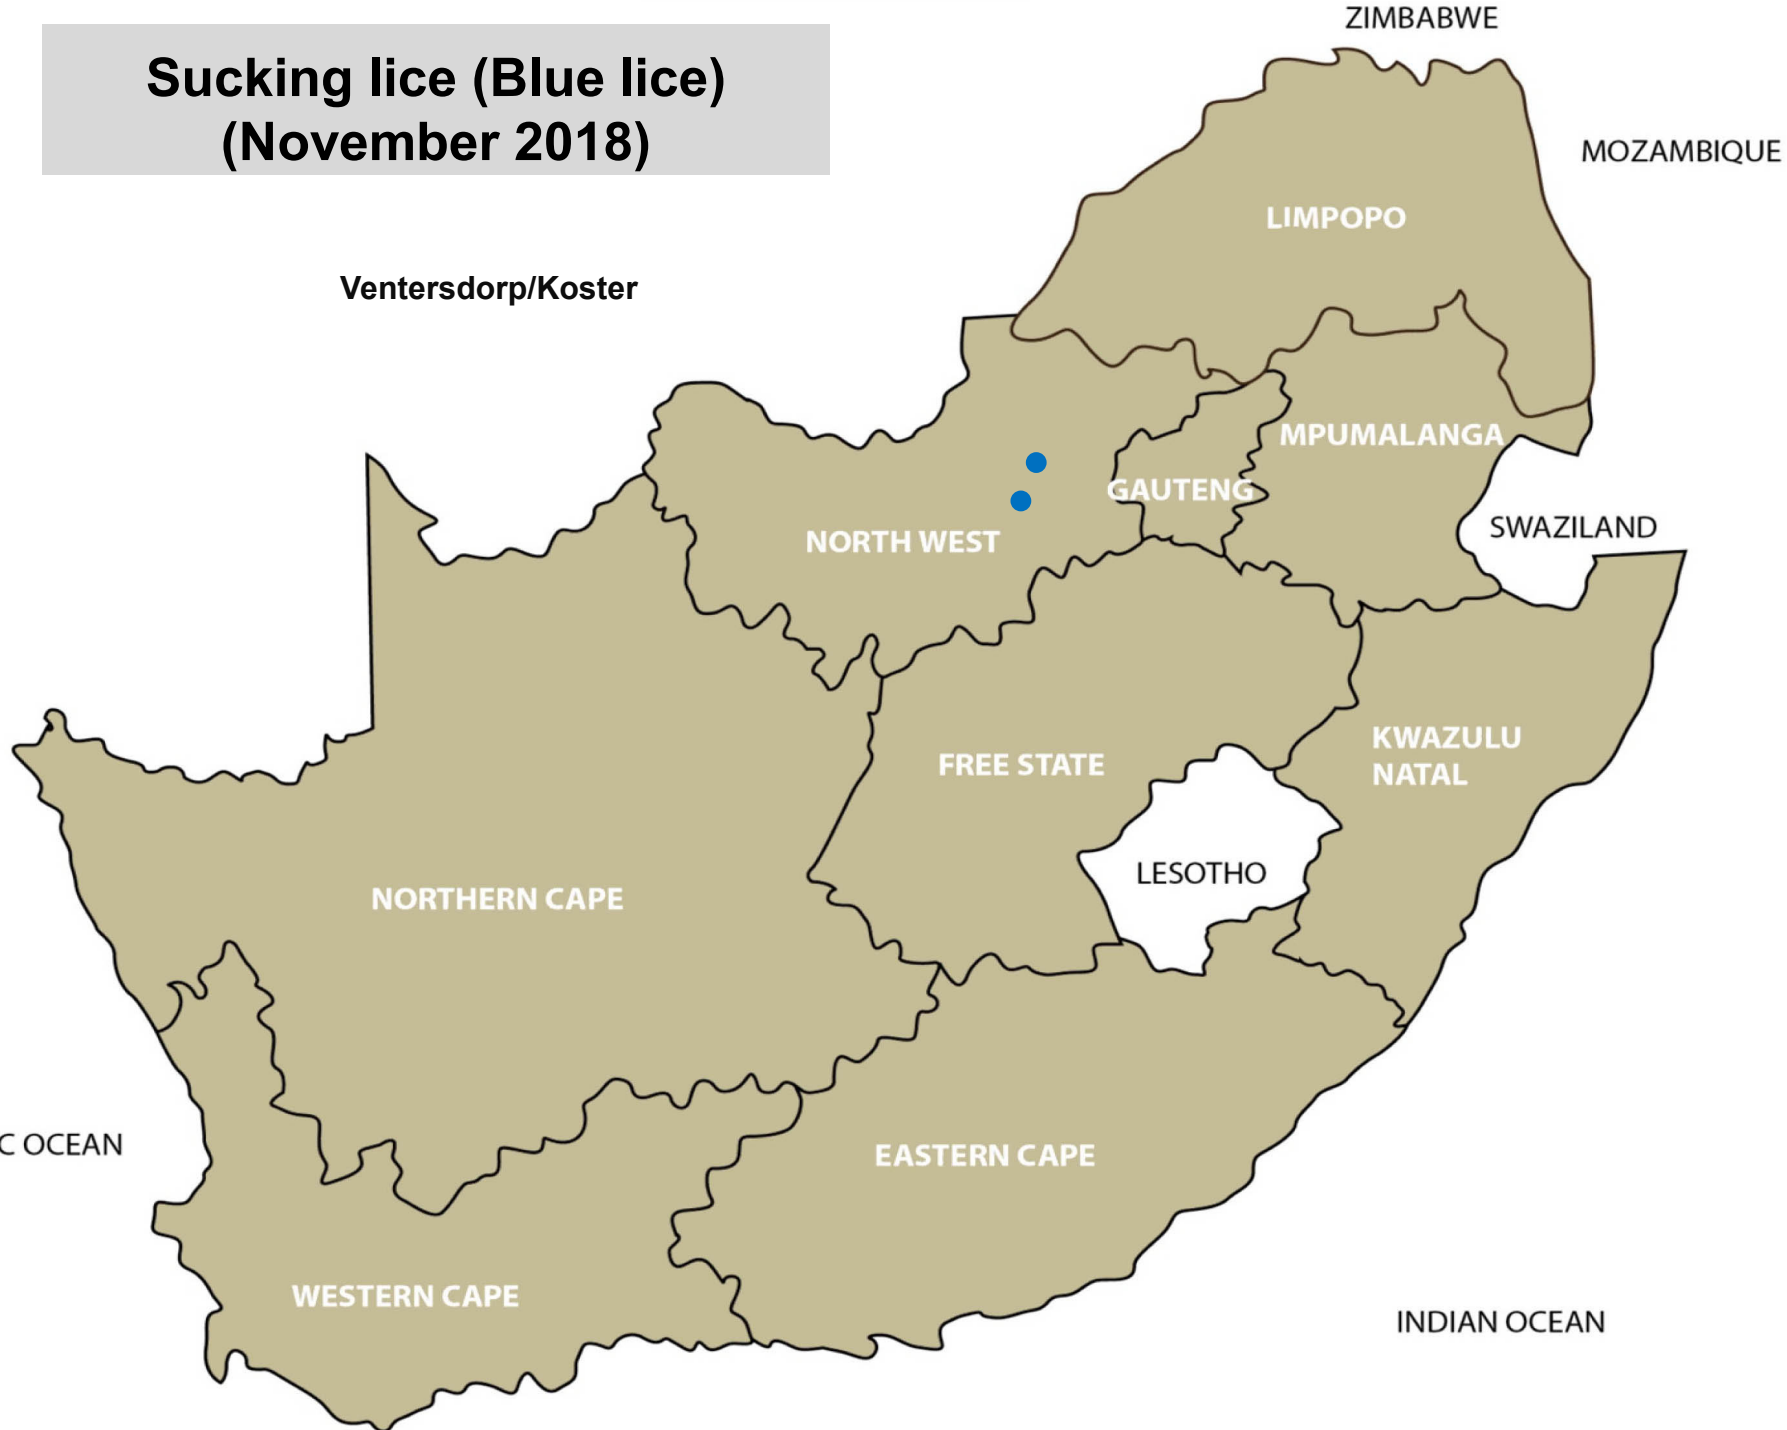 Sucking lice (Blue lice)
(November 2018)
ZIMBABWE
MOZAMBIQUE
LIMPOPO
Ventersdorp/Koster
MPUMALANGA
GAUTENG
SWAZILAND
NORTH WEST
KWAZULU
NATAL
FREE STATE
LESOTHO
NORTHERN CAPE
C OCEAN
EASTERN CAPE
WESTERN CAPE
INDIAN OCEAN